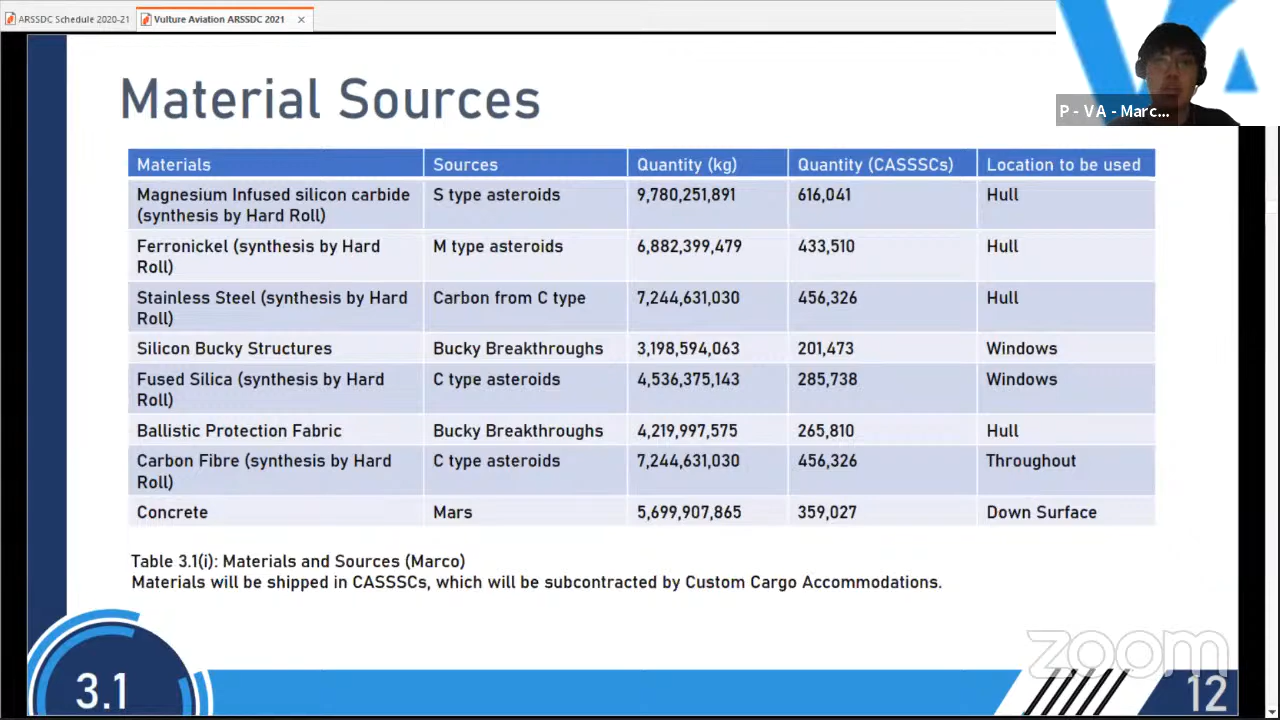 ARSSDC Schedule 2020-21
Vulture Aviation ARSSDC 2021
P - V A - Marc...
Material Sources
Materials Sources Quantity (kg) Quantity (CASSSCs) Location to be used
Magnesium Infused silicon carbide (synthesis by Hard Roll) S type asteroids 9,780,251,891 616,041 Hull
Ferronickel (synthesis by Hard Roll) M type asteroids 6,882,399,479 433,510 Hull
Stainless Steel (synthesis by Hard Roll) Carbon from C type 7,244,631,030 456,326 Hull
Silicon Bucky Structures Bucky Breakthroughs 3,198,594,063 201,473 Windows
Fused Silica (synthesis by Hard Roll) C type asteroids 4,536,375,143 285,738 Windows
Ballistic Protection Fabric Bucky Breakthroughs 4,219,997,575 265,810 Hull
Carbon Fibre (synthesis by Hard Roll) C type asteroids 7,244,631,030 456,326 Throughout
Concrete Mars 5,699,907,865 359,027 Down Surface
Table 3.1(i): Materials and Sources (Marco)
Materials will be shipped in CASSSCs, which will be subcontracted by Custom Cargo Accommodations.
zoom
3.1
12